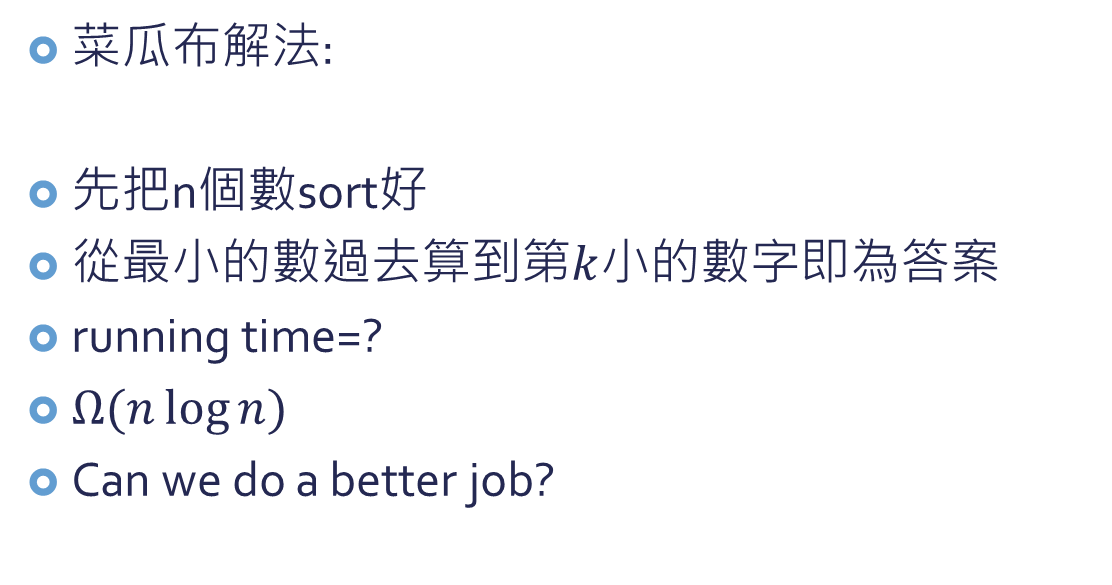 菜瓜布解法:
先把n個數sort好
從最小的數過去算到第k小的數字即為答案
running time=?
Ω(n log n)
Can we do a better job?